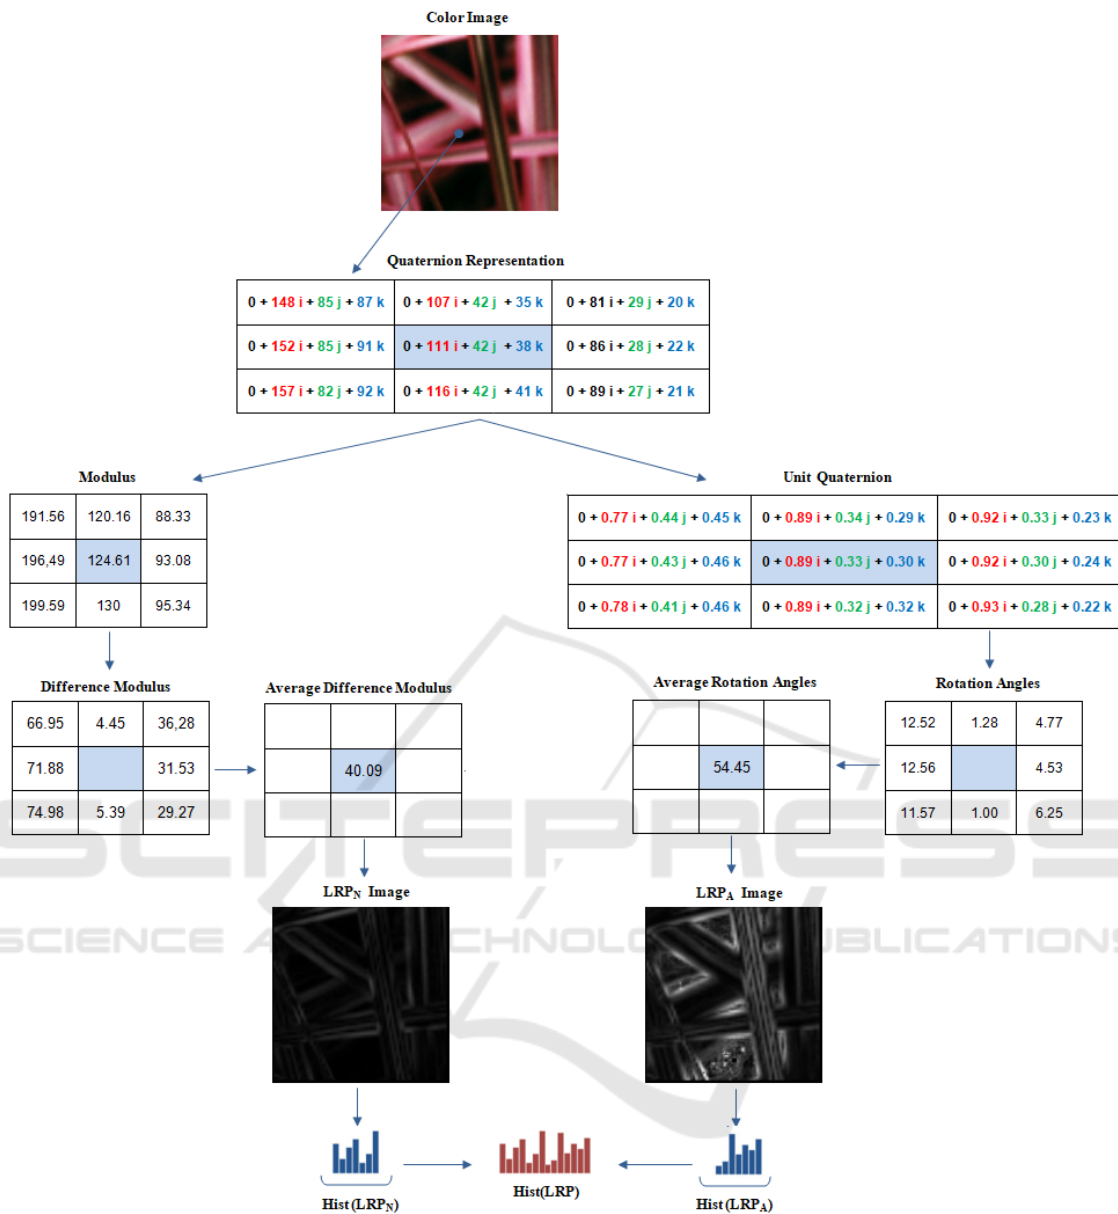 Color Image
Quaternion Representation
0 + 148 i + 85 j + 87 k 0 + 107 i + 42 j + 35 k 0 + 81 i + 29 j + 20 k
0 + 152 i + 85 j + 91 k 0 + 111 i + 42 j + 38 k 0 + 86 i + 28 j + 22 k
0 + 157 i + 82 j + 92 k 0 + 116 i + 42 j + 41 k 0 + 89 i + 27 j + 21 k
Modulus
191.56 120.16 88.33
196,49 124.61 93.08
199.59 130 95.34
Unit Quaternion
0 + 0.77 i + 0.44 j + 0.45 k 0 + 0.89 i + 0.34 j + 0.29 k 0 + 0.92 i + 0.33 j + 0.23 k
0 + 0.77 i + 0.43 j + 0.46 k 0 + 0.89 i + 0.33 j + 0.30 k 0 + 0.92 i + 0.30 j + 0.24 k
0 + 0.78 i + 0.41 j + 0.46 k 0 + 0.89 i + 0.32 j + 0.32 k 0 + 0.93 i + 0.28 j + 0.22 k
Difference Modulus
66.95 4.45 36,28
71.88 31.53
74.98 5.39 29.27
Average Difference Modulus
40.09
Average Rotation Angles
54.45
Rotation Angles
12.52 1.28 4.77
12.56 4.53
11.57 1.00 6.25
SCITEPRESS
LRP_N Image
LRP_A Image
SCIENCE A TECHNOLO PUBLICATIONS
Hist(LRP_N)
Hist(LRP)
Hist(LRP_A)